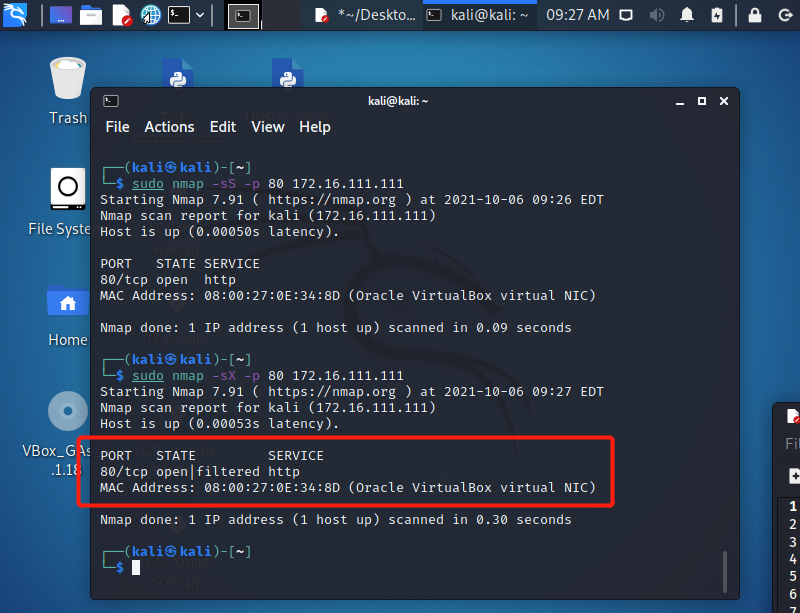 *~/Deskto...
kali@kali: ~
09:27 AM
Trash
File Syste
Home
VBox_GAs
.1.18
kali@kali: ~
File Actions Edit View Help
┌──(kali㉿kali)-[~]
└─$ sudo nmap -sS -p 80 172.16.111.111
Starting Nmap 7.91 ( https://nmap.org ) at 2021-10-06 09:26 EDT
Nmap scan report for kali (172.16.111.111)
Host is up (0.00050s latency).
PORT   STATE SERVICE
80/tcp open  http
MAC Address: 08:00:27:0E:34:8D (Oracle VirtualBox virtual NIC)
Nmap done: 1 IP address (1 host up) scanned in 0.09 seconds
┌──(kali㉿kali)-[~]
└─$ sudo nmap -sX -p 80 172.16.111.111
Starting Nmap 7.91 ( https://nmap.org ) at 2021-10-06 09:27 EDT
Nmap scan report for kali (172.16.111.111)
Host is up (0.00053s latency).
PORT   STATE         SERVICE
80/tcp open|filtered http
MAC Address: 08:00:27:0E:34:8D (Oracle VirtualBox virtual NIC)
Nmap done: 1 IP address (1 host up) scanned in 0.30 seconds
┌──(kali㉿kali)-[~]
└─$
TCP-Xmas-
scan.py
Fil
1
2
3
4
5
6
7